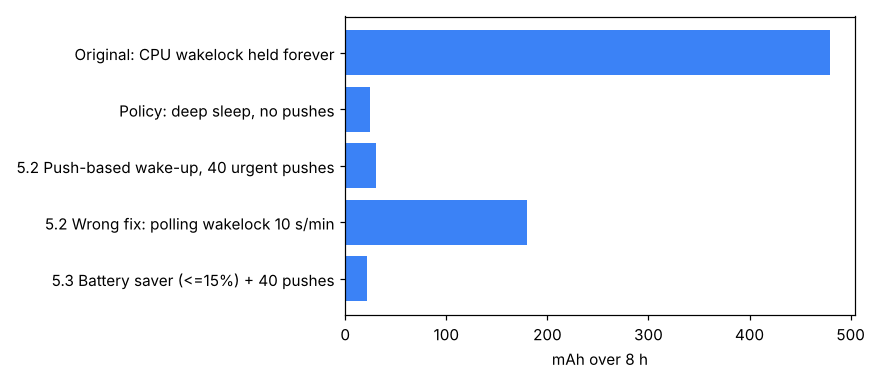 Original: CPU wakelock held forever
Policy: deep sleep, no pushes
5.2 Push-based wake-up, 40 urgent pushes
5.2 Wrong fix: polling wakelock 10 s/min
5.3 Battery saver (<=15%) + 40 pushes
0 100 200 300 400 500
mAh over 8 h